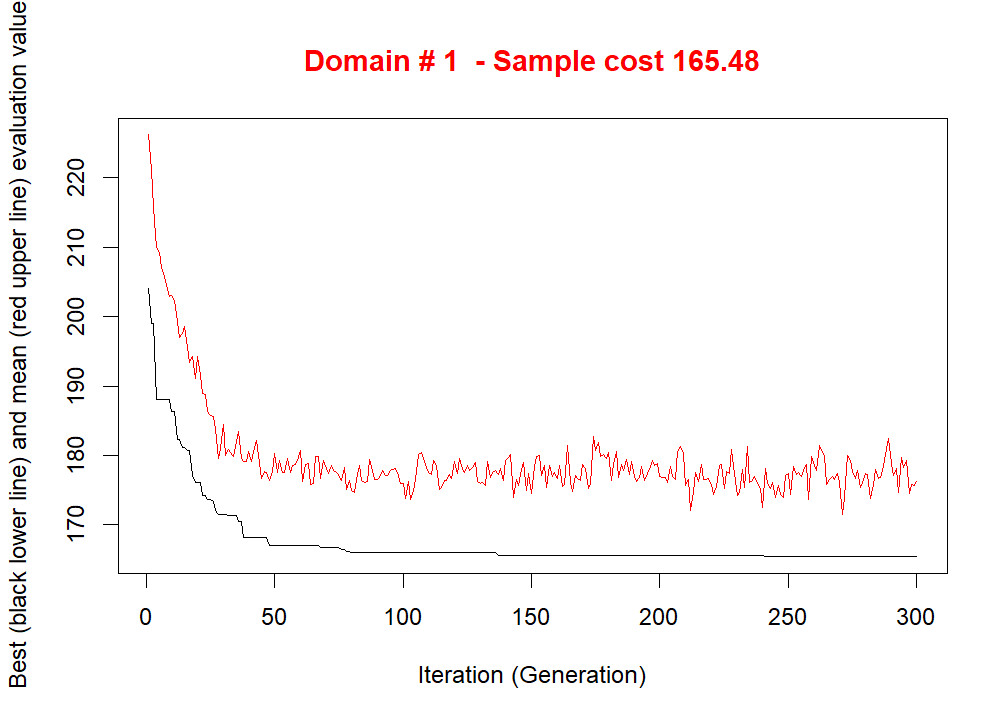 Domain # 1  - Sample cost 165.48
Best (black lower line) and mean (red upper line) evaluation value
220
210
200
190
180
170
0 50 100 150 200 250 300
Iteration (Generation)